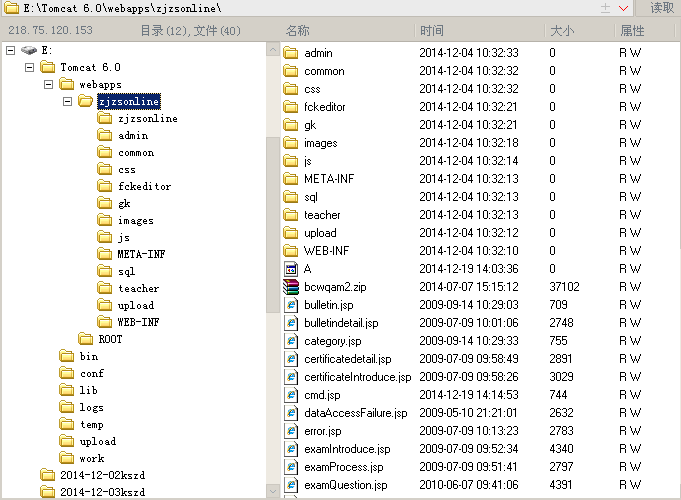 E:\Tomcat 6.0\webapps\zjzsonline\ 读取
218.75.120.153 目录(12),文件(40) 名称 时间 大小 属性
E:
Tomcat 6.0
webapps
zjzsonline
zjzsonline
admin
common
css
fckeditor
gk
images
js
META-INF
sql
teacher
upload
WEB-INF
ROOT
bin
conf
lib
logs
temp
upload
work
2014-12-02kszd
2014-12-03kszd
admin 2014-12-04 10:32:33 0 R W
common 2014-12-04 10:32:32 0 R W
css 2014-12-04 10:32:32 0 R W
fckeditor 2014-12-04 10:32:21 0 R W
gk 2014-12-04 10:32:21 0 R W
images 2014-12-04 10:32:18 0 R W
js 2014-12-04 10:32:14 0 R W
META-INF 2014-12-04 10:32:13 0 R W
sql 2014-12-04 10:32:13 0 R W
teacher 2014-12-04 10:32:13 0 R W
upload 2014-12-04 10:32:12 0 R W
WEB-INF 2014-12-04 10:32:10 0 R W
A 2014-12-19 14:03:36 0 R W
bcwqam2.zip 2014-07-07 15:15:12 37102 R W
bulletin.jsp 2009-09-14 10:29:03 709 R W
bulletindetail.jsp 2009-07-09 10:01:06 2748 R W
category.jsp 2009-09-14 10:29:33 755 R W
certificatedetail.jsp 2009-07-09 09:58:49 2891 R W
certificateIntroduce.jsp 2009-07-09 09:58:26 3029 R W
cmd.jsp 2014-12-19 14:14:53 744 R W
dataAccessFailure.jsp 2009-05-10 21:21:01 2632 R W
error.jsp 2009-07-09 10:13:23 2783 R W
examIntroduce.jsp 2009-07-09 09:52:34 4340 R W
examProcess.jsp 2009-07-09 09:51:41 2797 R W
examQuestion.jsp 2010-06-07 09:41:06 4391 R W